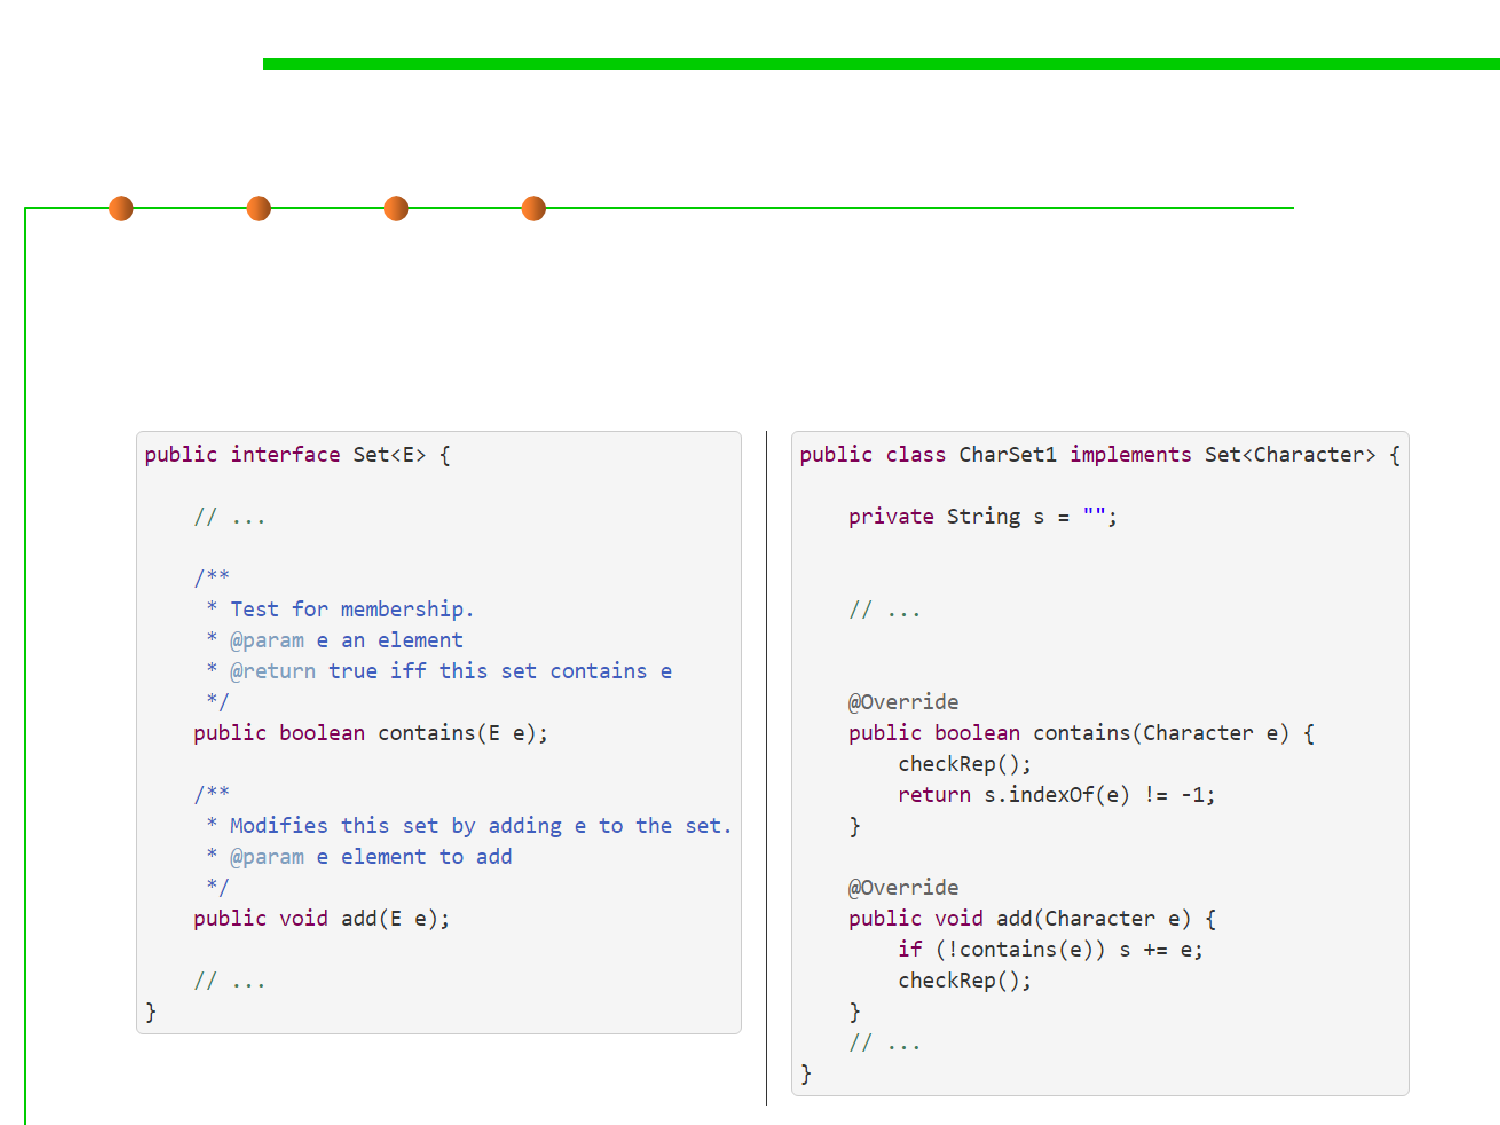 public interface Set<E> {
// ...
/**
* Test for membership.
* @param e an element
* @return true iff this set contains e
*/
public boolean contains(E e);
/**
* Modifies this set by adding e to the set.
* @param e element to add
*/
public void add(E e);
// ...
}
public class CharSet1 implements Set<Character> {
private String s = "";
// ...
@Override
public boolean contains(Character e) {
checkRep();
return s.indexOf(e) != -1;
}
@Override
public void add(Character e) {
if (!contains(e)) s += e;
checkRep();
}
// ...
}